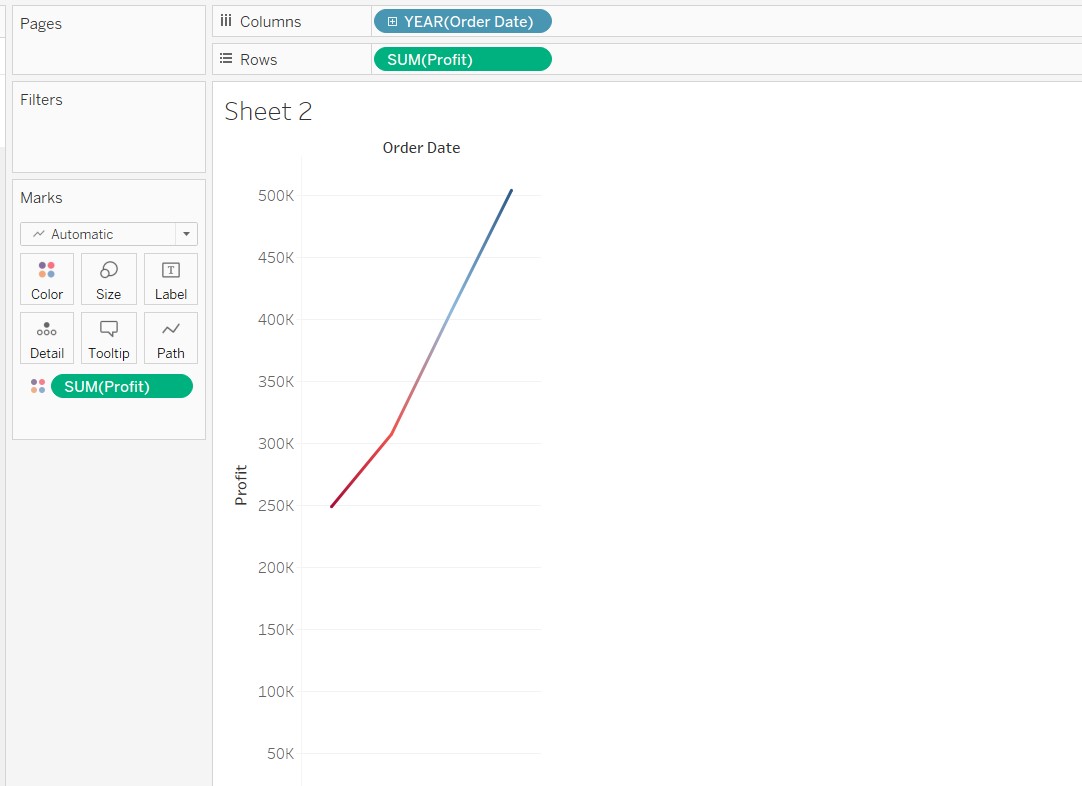 Pages
Columns
YEAR(Order Date)
Rows
SUM(Profit)
Filters
Marks
Automatic
Color
Size
T
Label
Detail
Tooltip
Path
SUM(Profit)
Sheet 2
Order Date
500K
450K
400K
350K
300K
250K
200K
150K
100K
50K
Profit